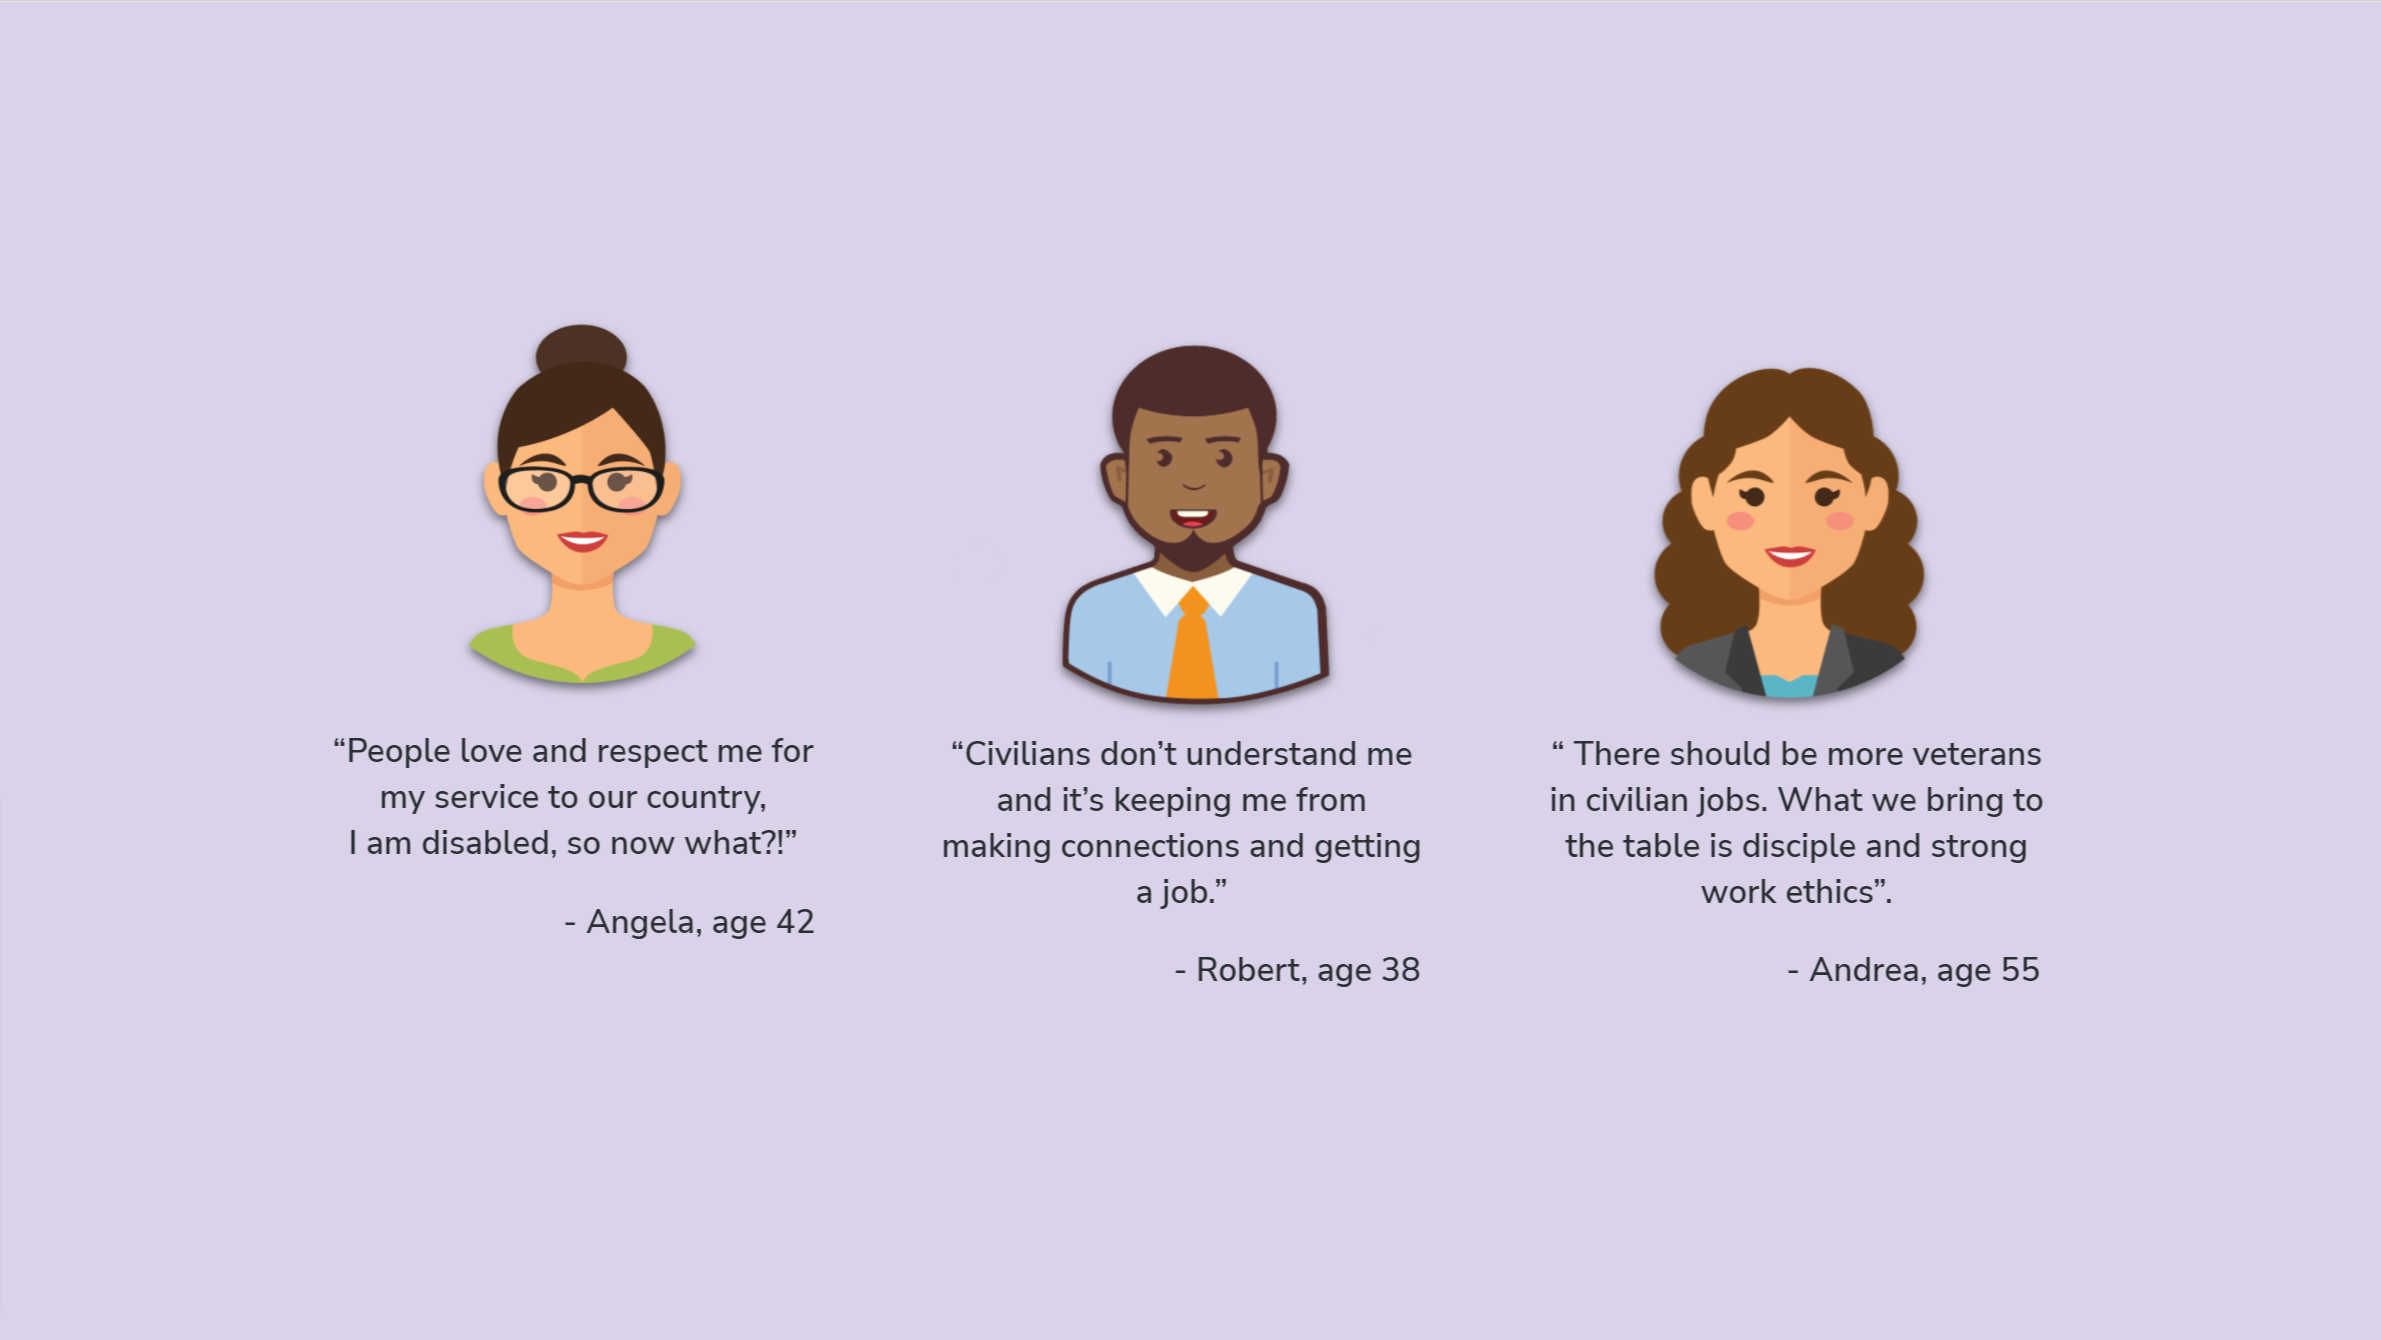 “People love and respect me for
my service to our country,
I am disabled, so now what?!”
- Angela, age 42
“Civilians don’t understand me
and it’s keeping me from
making connections and getting
a job.”
- Robert, age 38
“ There should be more veterans
in civilian jobs. What we bring to
the table is disciple and strong
work ethics”.
- Andrea, age 55